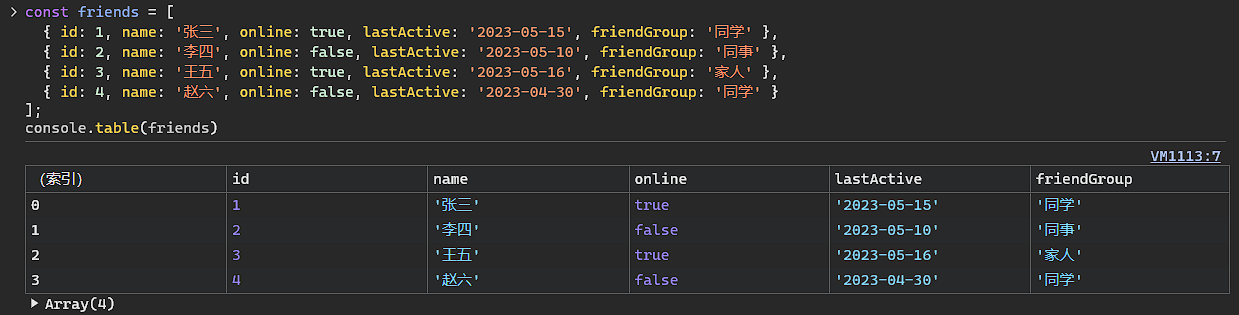 const friends = [
{ id: 1, name: '张三', online: true, lastActive: '2023-05-15', friendGroup: '同学' },
{ id: 2, name: '李四', online: false, lastActive: '2023-05-10', friendGroup: '同事' },
{ id: 3, name: '王五', online: true, lastActive: '2023-05-16', friendGroup: '家人' },
{ id: 4, name: '赵六', online: false, lastActive: '2023-04-30', friendGroup: '同学' }
];
console.table(friends)
VM1113:7
(索引) id name online lastActive friendGroup
0 1 '张三' true '2023-05-15' '同学'
1 2 '李四' false '2023-05-10' '同事'
2 3 '王五' true '2023-05-16' '家人'
3 4 '赵六' false '2023-04-30' '同学'
Array(4)